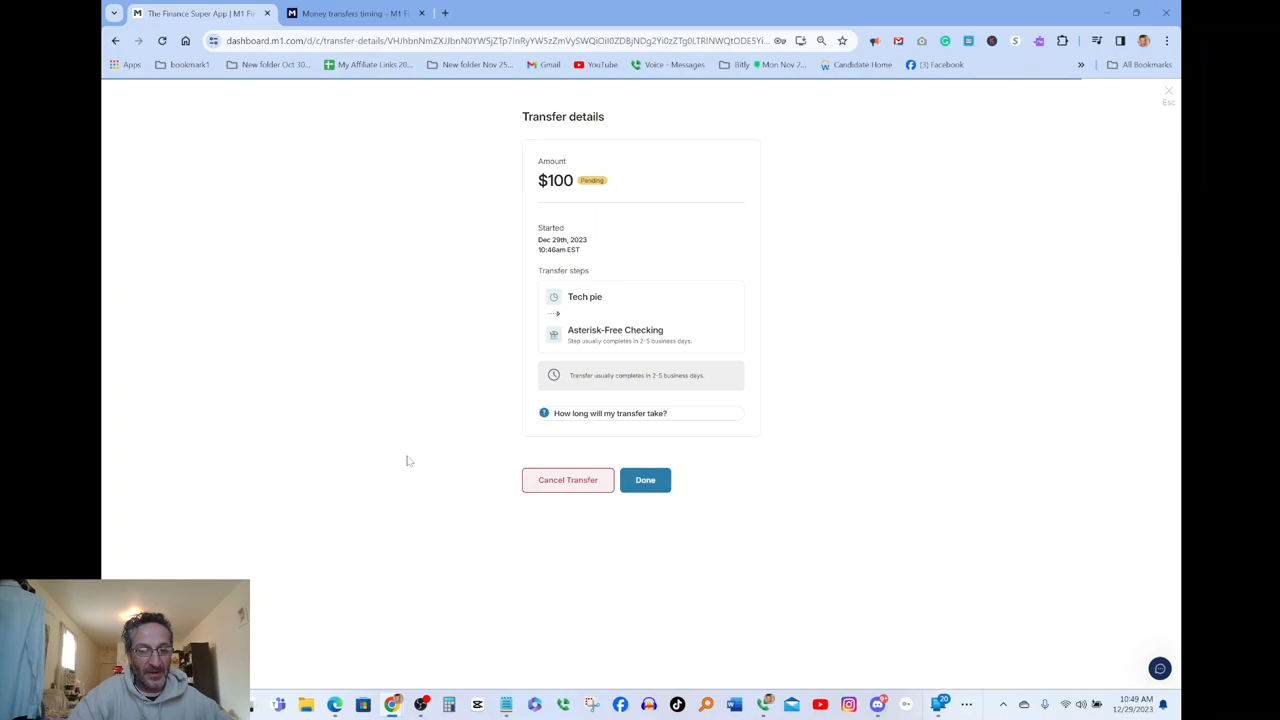 The Finance Super App | M1 Fi
Money transfers timing – M1 Fi
dashboard.m1.com/d/c/transfer-details/
Apps
bookmark1
New folder Oct 30...
My Affiliate Links 20...
New folder Nov 25...
Gmail
YouTube
Voice - Messages
Bitly
Mon Nov 2...
Candidate Home
(3) Facebook
»
All Bookmarks
Esc
Transfer details
Amount
$100 Pending
Started
Dec 29th, 2023
10:46am EST
Transfer steps
Tech pie
Asterisk-Free Checking
Step usually completes in 2-5 business days.
Transfer usually completes in 2-5 business days.
? How long will my transfer take?
Cancel Transfer
Done
10:49 AM
12/29/2023